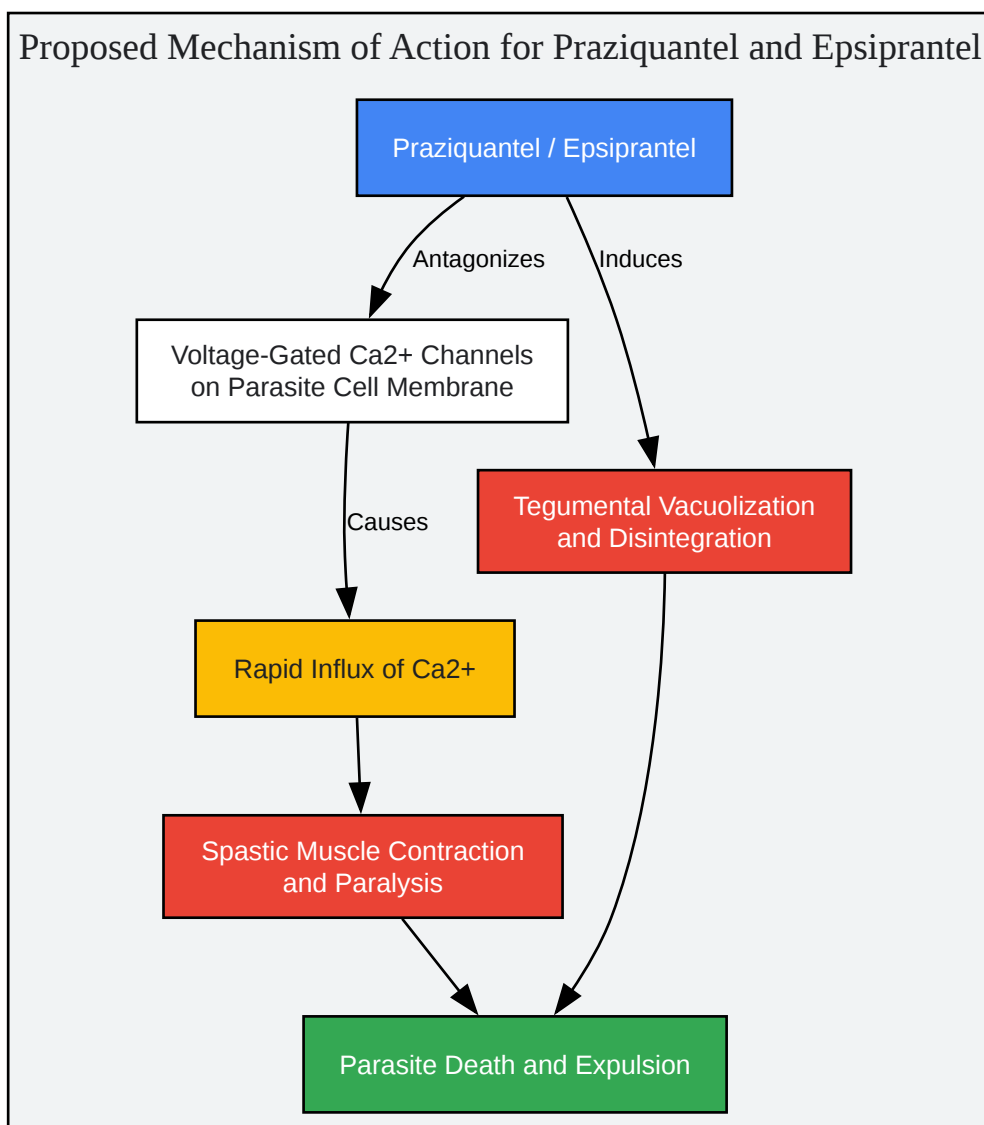 Proposed Mechanism of Action for Praziquantel and Epsiprantel
Praziquantel / Epsiprantel
Antagonizes
Induces
Voltage-Gated Ca2+ Channels
on Parasite Cell Membrane
Tegumental Vacuolization
and Disintegration
Causes
Rapid Influx of Ca2+
Spastic Muscle Contraction
and Paralysis
Parasite Death and Expulsion